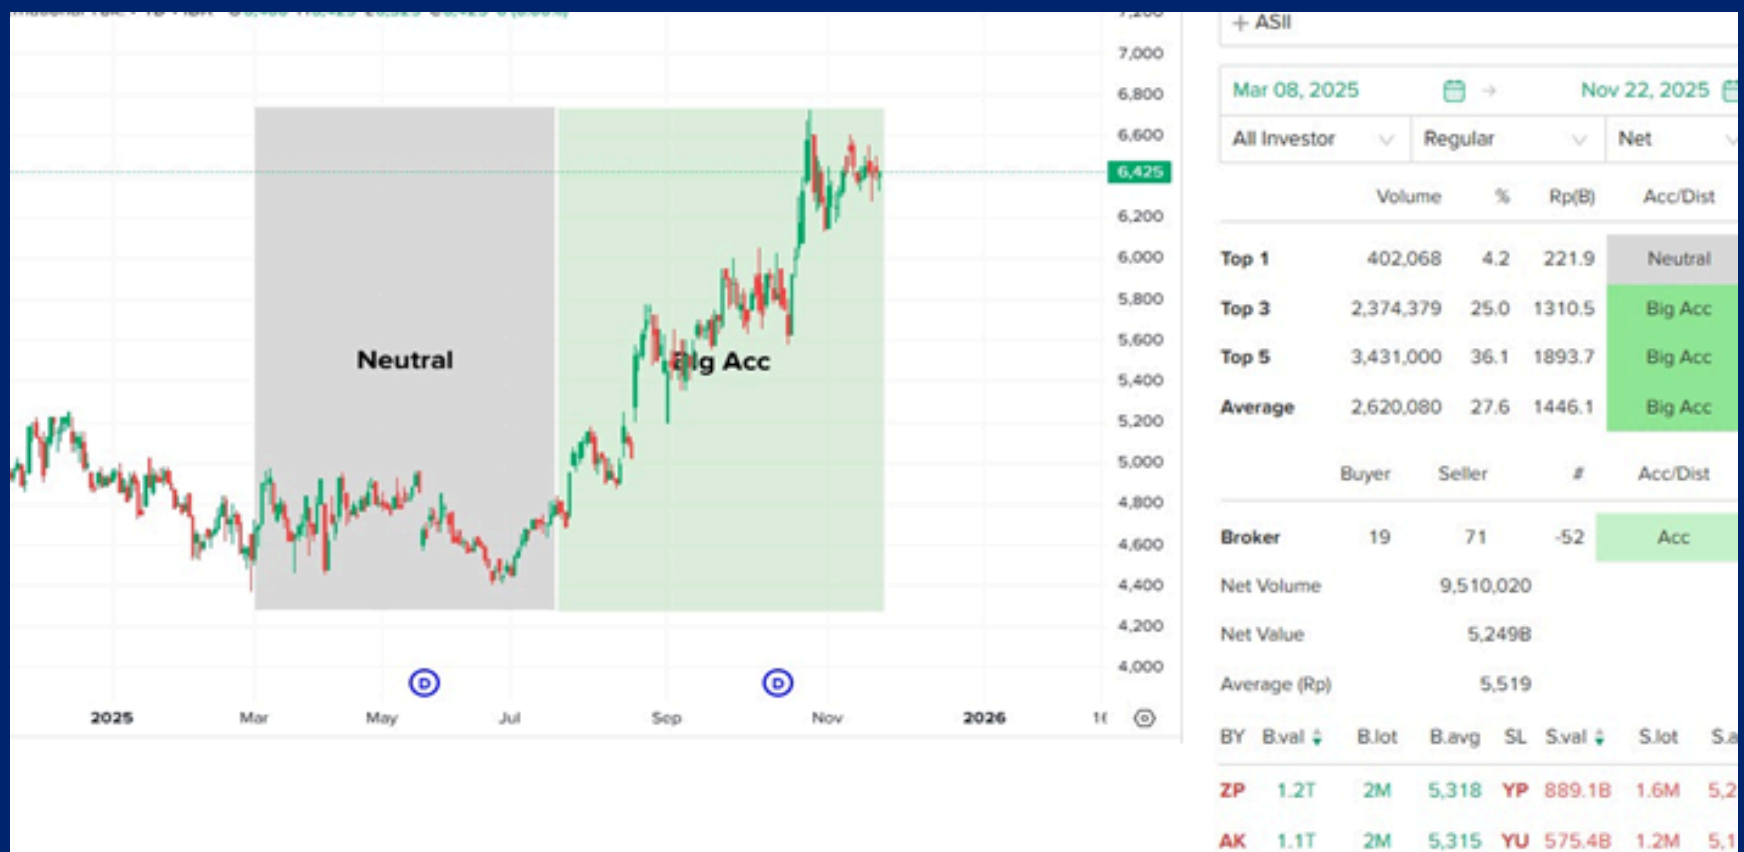 7,200
7,000
6,800
6,600
6,425
6,200
6,000
5,800
5,600
5,400
5,200
5,000
4,800
4,600
4,400
4,200
4,000
Neutral
Big Acc
D
D
2025 Mar May Jul Sep Nov 2026
+ ASII
Mar 08, 2025 → Nov 22, 2025
All Investor Regular Net
Volume % Rp(B) Acc/Dist
Top 1 402,068 4.2 221.9 Neutral
Top 3 2,374,379 25.0 1310.5 Big Acc
Top 5 3,431,000 36.1 1893.7 Big Acc
Average 2,620,080 27.6 1446.1 Big Acc
Buyer Seller # Acc/Dist
Broker 19 71 -52 Acc
Net Volume 9,510,020
Net Value 5,249B
Average (Rp) 5,519
BY B.val B.lot B.avg SL S.val S.lot S.a
ZP 1.2T 2M 5,318 YP 889.1B 1.6M 5,2
AK 1.1T 2M 5,315 YU 575.4B 1.2M 5,1